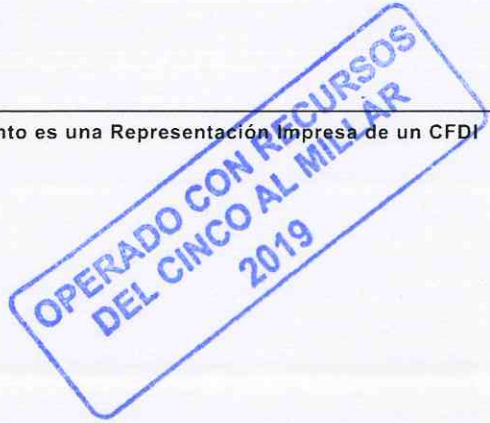 nto es una Representación Impresa de un CFDI
OPERADO CON RECURSOS
DEL CINCO AL MILLAR
2019